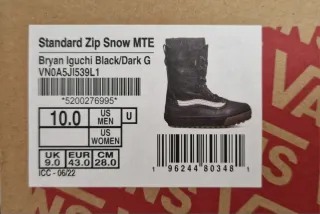 Standard Zip Snow MTE
Bryan Iguchi Black/Dark G
VN0A5JI539L1
*5200276995*
10.0 US MEN U
US WOMEN
UK EUR CM
9.0 43.0 28.0
ICC - 06/22
1 96244 80348 1
VANS